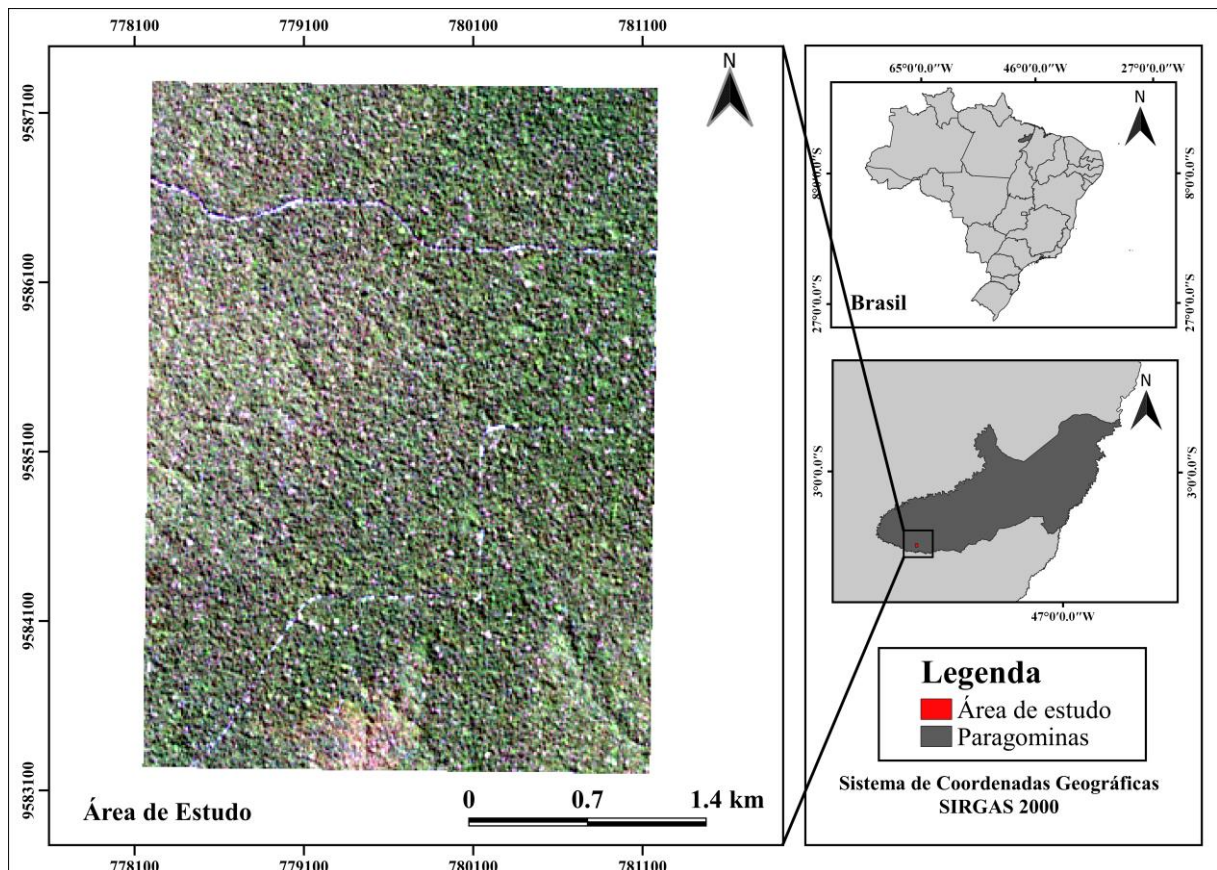 778100 779100 780100 781100
9587100
9586100
9585100
9584100
9583100
N
Área de Estudo
0 0.7 1.4 km
778100 779100 780100 781100
65°0'0.0"W 46°0'0.0"W 27°0'0.0"W
8°0'0.0"S
27°0'0.0"S
N
Brasil
8°0'0.0"S
27°0'0.0"S
N
3°0'0.0"S
3°0'0.0"S
47°0'0.0"W
Legenda
Área de estudo
Paragominas
Sistema de Coordenadas Geográficas
SIRGAS 2000